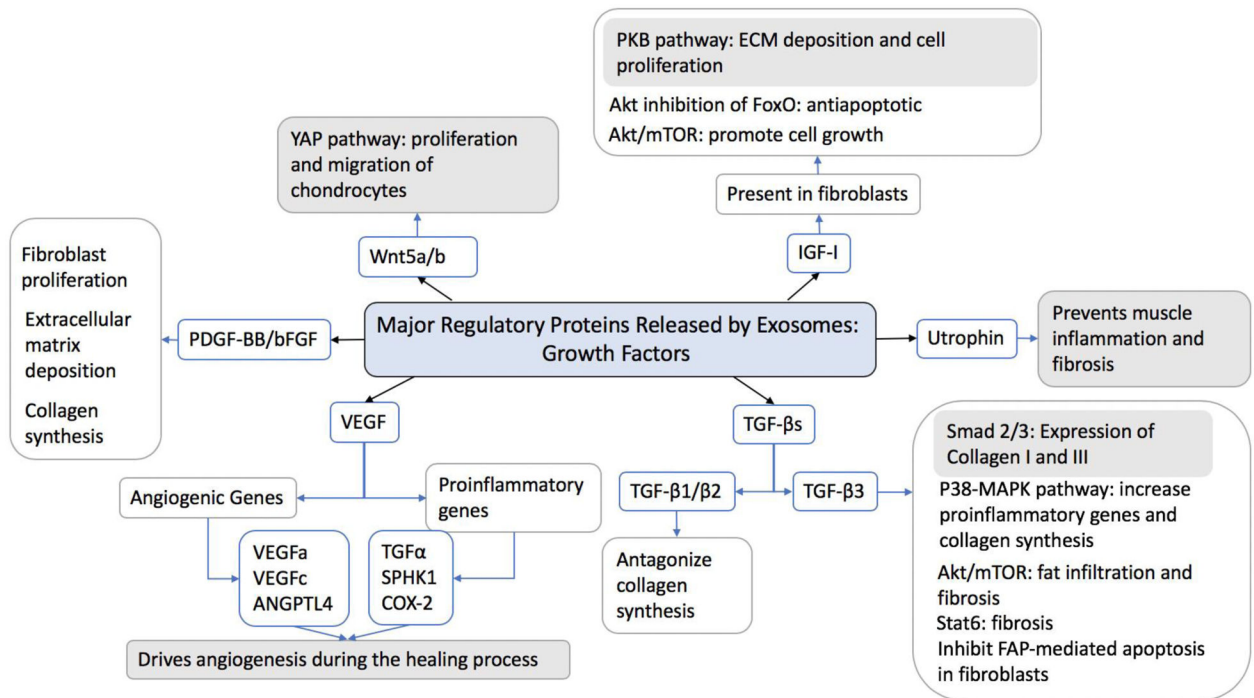 PKB pathway: ECM deposition and cell
proliferation
Akt inhibition of FoxO: antiapoptotic
Akt/mTOR: promote cell growth
YAP pathway: proliferation
and migration of
chondrocytes
Present in fibroblasts
Wnt5a/b
IGF-I
Fibroblast
proliferation
Extracellular
matrix
deposition
Collagen
synthesis
PDGF-BB/bFGF
Major Regulatory Proteins Released by Exosomes:
Growth Factors
Utrophin
Prevents muscle
inflammation and
fibrosis
VEGF
TGF-βs
Angiogenic Genes
Proinflammatory
genes
VEGFa
VEGFc
ANGPTL4
TGFα
SPHK1
COX-2
Drives angiogenesis during the healing process
TGF-β1/β2
TGF-β3
Antagonize
collagen
synthesis
Smad 2/3: Expression of
Collagen I and III
P38-MAPK pathway: increase
proinflammatory genes and
collagen synthesis
Akt/mTOR: fat infiltration and
fibrosis
Stat6: fibrosis
Inhibit FAP-mediated apoptosis
in fibroblasts